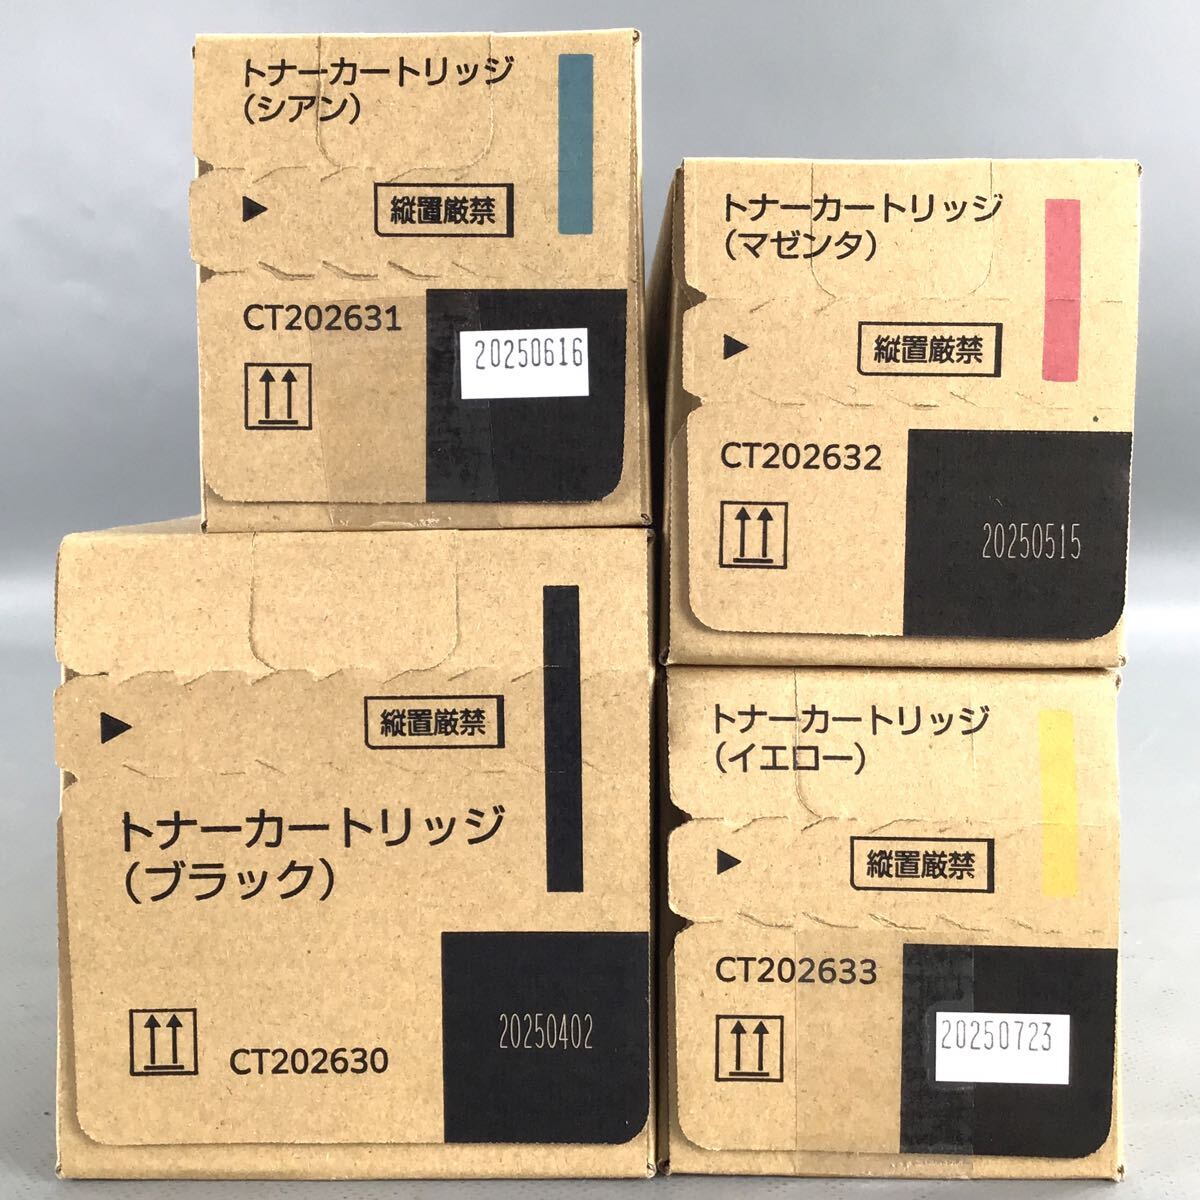 トナーカートリッジ
（シアン）
縦置厳禁
CT202631
20250616
トナーカートリッジ
（マゼンタ）
縦置厳禁
CT202632
20250515
縦置厳禁
トナーカートリッジ
（ブラック）
20250402
CT202630
トナーカートリッジ
（イエロー）
縦置厳禁
CT202633
20250723